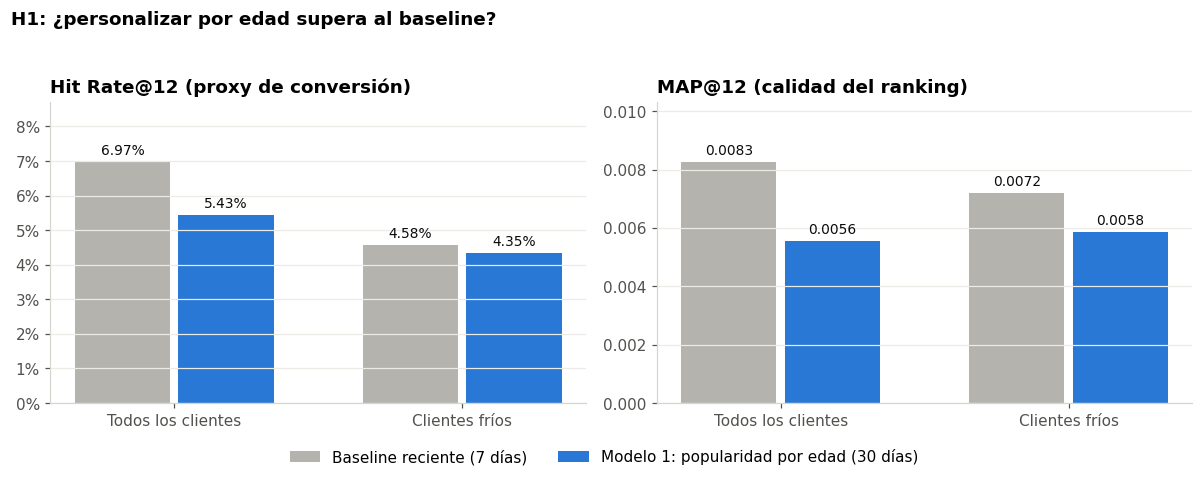 H1: ¿personalizar por edad supera al baseline?
Hit Rate@12 (proxy de conversión)
8%
7%
6%
5%
4%
3%
2%
1%
0%
6.97%
5.43%
4.58%
4.35%
Todos los clientes
Clientes fríos
MAP@12 (calidad del ranking)
0.010
0.008
0.006
0.004
0.002
0.000
0.0083
0.0056
0.0072
0.0058
Todos los clientes
Clientes fríos
Baseline reciente (7 días)
Modelo 1: popularidad por edad (30 días)